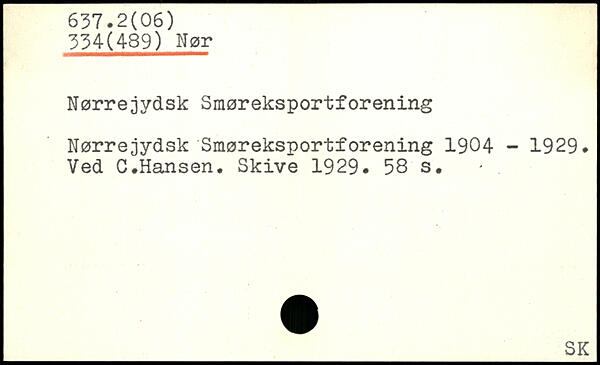 637.2(06)
334(489) Nør
Nørrejydsk Smøreksportforening
Nørrejydsk Smøreksportforening 1904 - 1929.
Ved C.Hansen. Skive 1929. 58 s.
SK